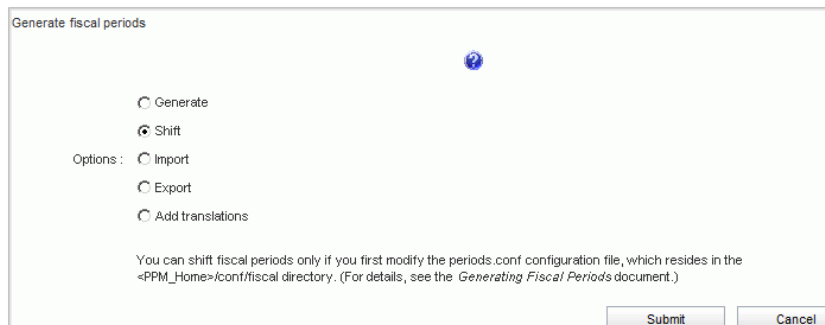 Generate fiscal periods
?
Generate
Shift
Options : Import
Export
Add translations
You can shift fiscal periods only if you first modify the periods.conf configuration file, which resides in the
<PPM_Home>/conf/fiscal directory. (For details, see the Generating Fiscal Periods document.)
Submit Cancel